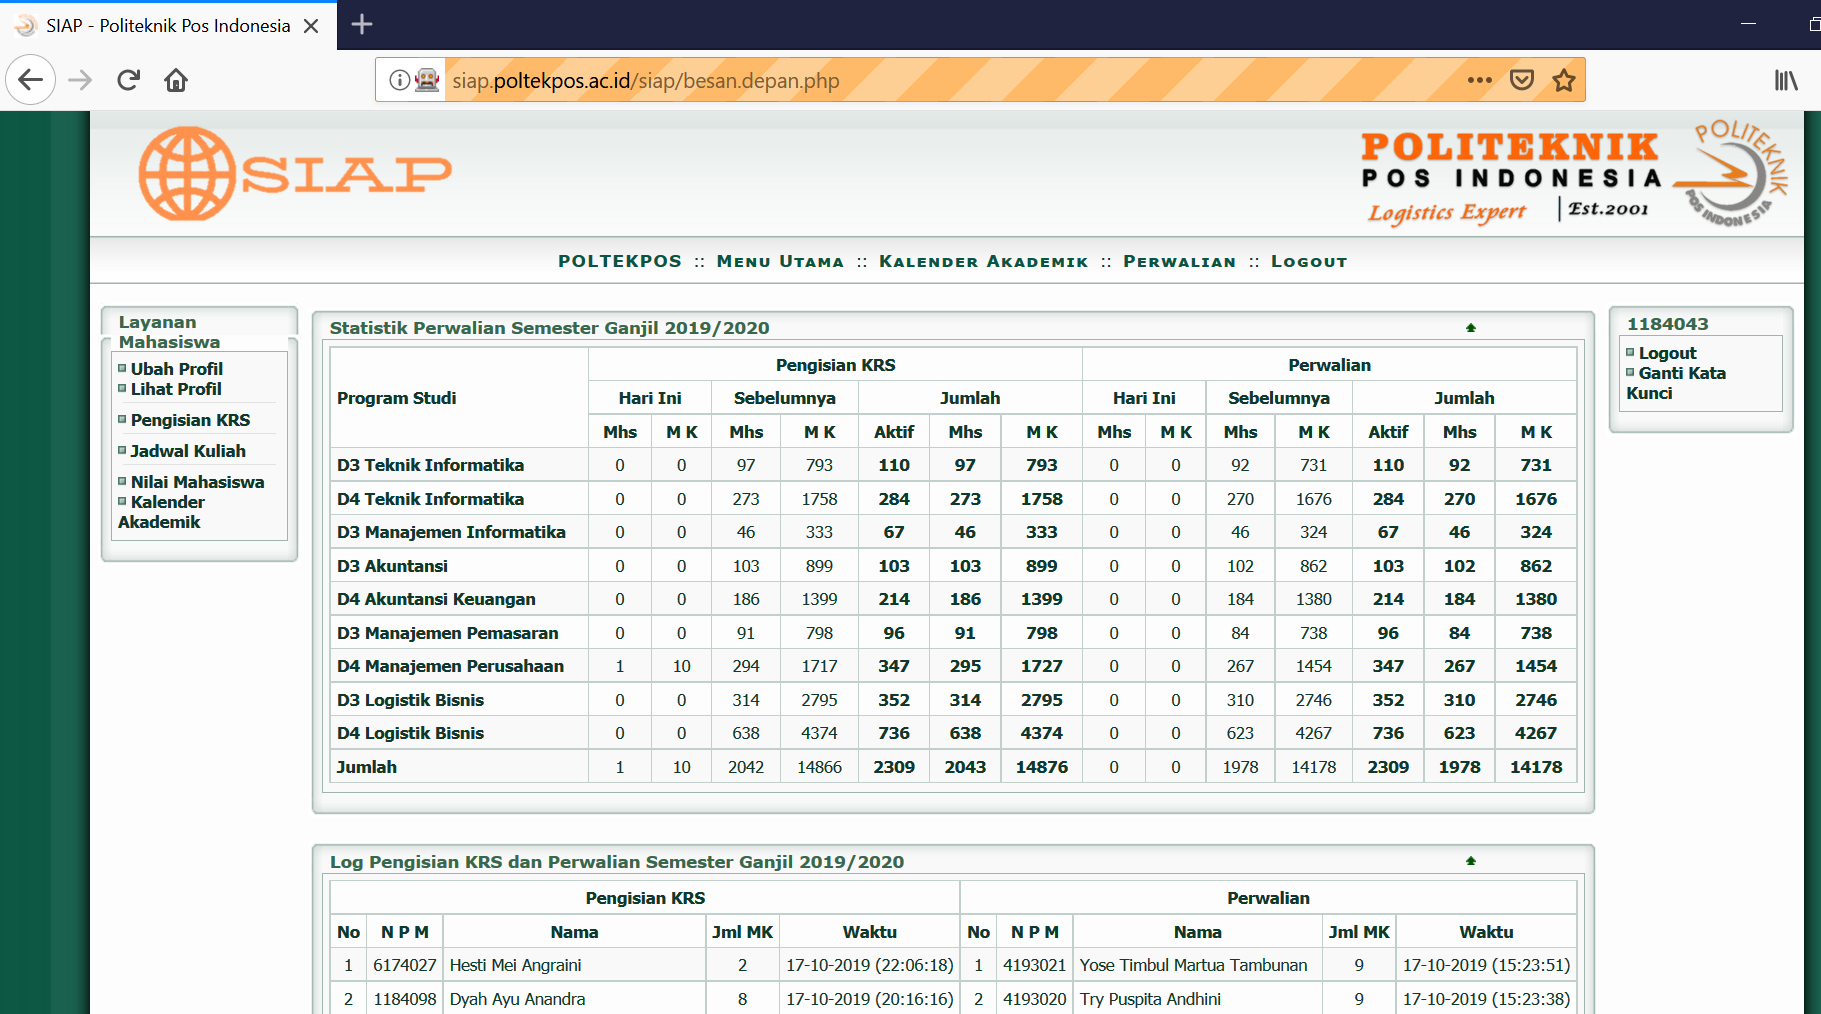 SIAP - Politeknik Pos Indonesia
siap.poltekpos.ac.id/siap/besan.depan.php
SIAP
POLITEKNIK
POS INDONESIA
Logistics Expert | Est.2001
POLITEKNIK POS INDONESIA
POLTEKPOS :: Menu Utama :: Kalender Akademik :: Perwalian :: Logout
Layanan
Mahasiswa
Ubah Profil
Lihat Profil
Pengisian KRS
Jadwal Kuliah
Nilai Mahasiswa
Kalender
Akademik
Statistik Perwalian Semester Ganjil 2019/2020
Program Studi Pengisian KRS Perwalian
Hari Ini Sebelumnya Jumlah Hari Ini Sebelumnya Jumlah
Mhs M K Mhs M K Aktif Mhs M K Mhs M K Mhs M K Aktif Mhs M K
D3 Teknik Informatika 0 0 97 793 110 97 793 0 0 92 731 110 92 731
D4 Teknik Informatika 0 0 273 1758 284 273 1758 0 0 270 1676 284 270 1676
D3 Manajemen Informatika 0 0 46 333 67 46 333 0 0 46 324 67 46 324
D3 Akuntansi 0 0 103 899 103 103 899 0 0 102 862 103 102 862
D4 Akuntansi Keuangan 0 0 186 1399 214 186 1399 0 0 184 1380 214 184 1380
D3 Manajemen Pemasaran 0 0 91 798 96 91 798 0 0 84 738 96 84 738
D4 Manajemen Perusahaan 1 10 294 1717 347 295 1727 0 0 267 1454 347 267 1454
D3 Logistik Bisnis 0 0 314 2795 352 314 2795 0 0 310 2746 352 310 2746
D4 Logistik Bisnis 0 0 638 4374 736 638 4374 0 0 623 4267 736 623 4267
Jumlah 1 10 2042 14866 2309 2043 14876 0 0 1978 14178 2309 1978 14178
Log Pengisian KRS dan Perwalian Semester Ganjil 2019/2020
Pengisian KRS Perwalian
No N P M Nama Jml MK Waktu No N P M Nama Jml MK Waktu
1 6174027 Hesti Mei Angraini 2 17-10-2019 (22:06:18) 1 4193021 Yose Timbul Martua Tambunan 9 17-10-2019 (15:23:51)
2 1184098 Dyah Ayu Anandra 8 17-10-2019 (20:16:16) 2 4193020 Try Puspita Andhini 9 17-10-2019 (15:23:38)
1184043
Logout
Ganti Kata
Kunci